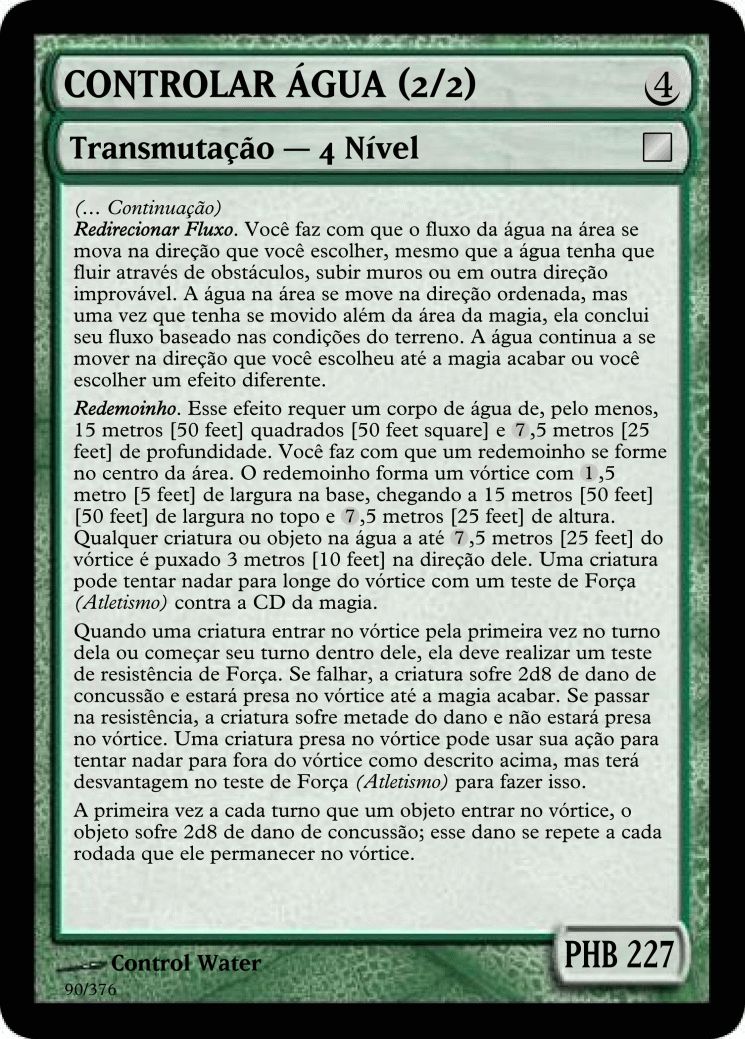 CONTROLAR ÁGUA (2/2)
4
Transmutação — 4 Nível
(... Continuação)
Redirecionar Fluxo. Você faz com que o fluxo da água na área se
mova na direção que você escolher, mesmo que a água tenha que
fluir através de obstáculos, subir muros ou em outra direção
improvável. A água na área se move na direção ordenada, mas
uma vez que tenha se movido além da área da magia, ela conclui
seu fluxo baseado nas condições do terreno. A água continua a se
mover na direção que você escolheu até a magia acabar ou você
escolher um efeito diferente.
Redemoinho. Esse efeito requer um corpo de água de, pelo menos,
15 metros [50 feet] quadrados [50 feet square] e 7,5 metros [25
feet] de profundidade. Você faz com que um redemoinho se forme
no centro da área. O redemoinho forma um vórtice com 1,5
metro [5 feet] de largura na base, chegando a 15 metros [50 feet]
[50 feet] de largura no topo e 7,5 metros [25 feet] de altura.
Qualquer criatura ou objeto na água a até 7,5 metros [25 feet] do
vórtice é puxado 3 metros [10 feet] na direção dele. Uma criatura
pode tentar nadar para longe do vórtice com um teste de Força
(Atletismo) contra a CD da magia.
Quando uma criatura entrar no vórtice pela primeira vez no turno
dela ou começar seu turno dentro dele, ela deve realizar um teste
de resistência de Força. Se falhar, a criatura sofre 2d8 de dano de
concussão e estará presa no vórtice até a magia acabar. Se passar
na resistência, a criatura sofre metade do dano e não estará presa
no vórtice. Uma criatura presa no vórtice pode usar sua ação para
tentar nadar para fora do vórtice como descrito acima, mas terá
desvantagem no teste de Força (Atletismo) para fazer isso.
A primeira vez a cada turno que um objeto entrar no vórtice, o
objeto sofre 2d8 de dano de concussão; esse dano se repete a cada
rodada que ele permanecer no vórtice.
PHB 227
Control Water
90/376